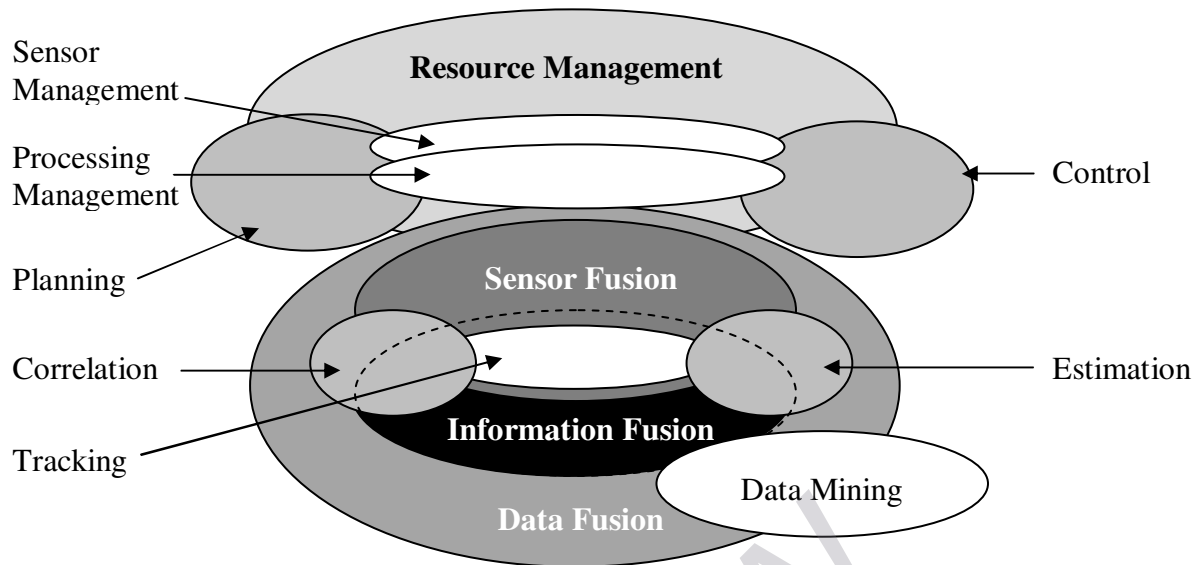 Sensor
Management
Resource Management
Processing
Management
Control
Planning
Sensor Fusion
Correlation
Estimation
Information Fusion
Tracking
Data Mining
Data Fusion